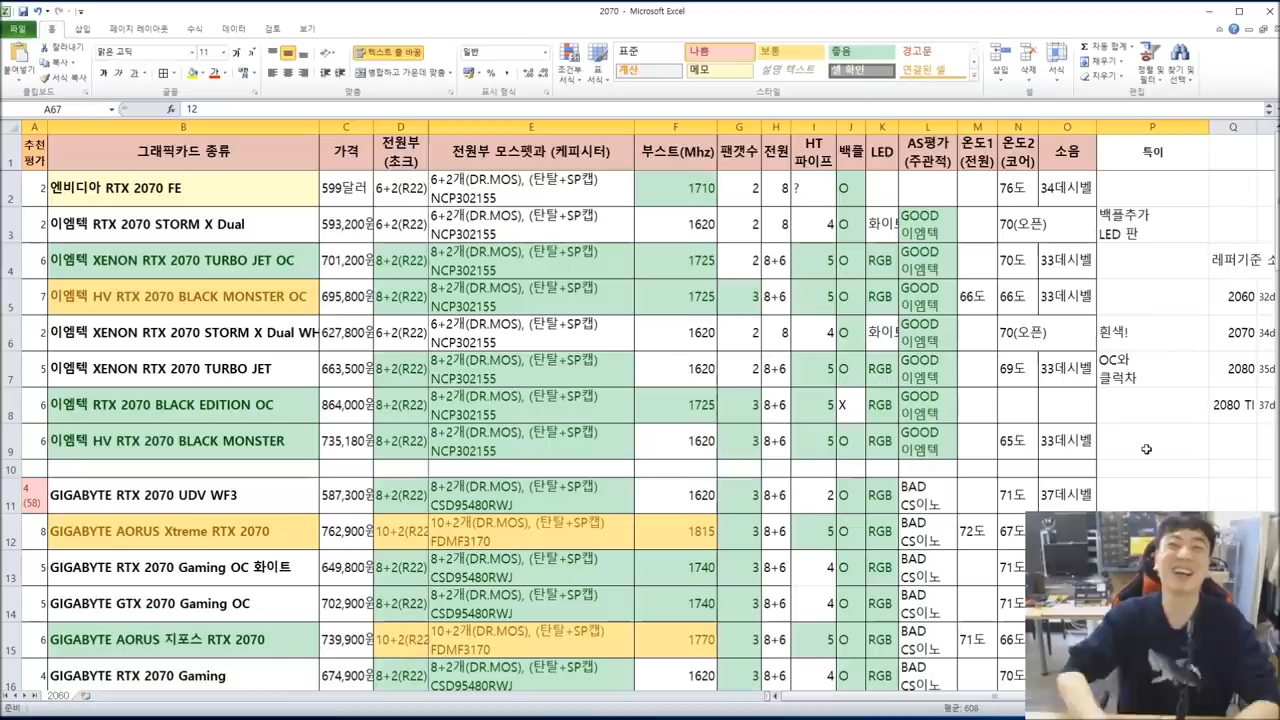 2070 - Microsoft Excel
파일 홈 삽입 페이지 레이아웃 수식 데이터 검토 보기
잘라내기
복사
서식 복사
붙여넣기
맑은 고딕 11
텍스트 줄 바꿈
병합하고 가운데 맞춤
일반
조건부 서식
표 서식
표준 나쁨 보통 좋음 경고문
계산 메모 설명 텍스트 셀 확인 연결된 셀
삽입 삭제 서식
자동 합계
채우기
지우기
정렬 및 필터
찾기 및 선택
클립보드 글꼴 맞춤 표시 형식 스타일 셀 편집
A67 fx 12
A B C D E F G H I J K L M N O P Q
1 추천 평가 그래픽카드 종류 가격 전원부 (초크) 전원부 모스펫과 (케피시터) 부스트(Mhz) 팬갯수 전원 HT 파이프 백플 LED AS평가 (주관적) 온도1 (전원) 온도2 (코어) 소음 특이
2 2 엔비디아 RTX 2070 FE 599달러 6+2(R22) 6+2개(DR.MOS), (탄탈+SP캡) NCP302155 1710 2 8 ? O 76도 34데시벨
3 2 이엠텍 RTX 2070 STORM X Dual 593,200원 6+2(R22) 6+2개(DR.MOS), (탄탈+SP캡) NCP302155 1620 2 8 4 O 화이트 GOOD 이엠텍 70(오픈) 백플추가 LED 판
4 6 이엠텍 XENON RTX 2070 TURBO JET OC 701,200원 8+2(R22) 8+2개(DR.MOS), (탄탈+SP캡) NCP302155 1725 2 8+6 5 O RGB GOOD 이엠텍 70도 33데시벨 레퍼기준 소
5 7 이엠텍 HV RTX 2070 BLACK MONSTER OC 695,800원 8+2(R22) 8+2개(DR.MOS), (탄탈+SP캡) NCP302155 1725 3 8+6 5 O RGB GOOD 이엠텍 66도 66도 33데시벨 2060 32d
6 2 이엠텍 XENON RTX 2070 STORM X Dual WH 627,800원 6+2(R22) 6+2개(DR.MOS), (탄탈+SP캡) NCP302155 1620 2 8 4 O 화이트 GOOD 이엠텍 70(오픈) 흰색! 2070 34d
7 5 이엠텍 XENON RTX 2070 TURBO JET 663,500원 8+2(R22) 8+2개(DR.MOS), (탄탈+SP캡) NCP302155 1620 2 8+6 5 O RGB GOOD 이엠텍 69도 33데시벨 OC와 클럭차 2080 35d
8 6 이엠텍 RTX 2070 BLACK EDITION OC 864,000원 8+2(R22) 8+2개(DR.MOS), (탄탈+SP캡) NCP302155 1725 3 8+6 5 X RGB GOOD 이엠텍 2080 TI 37d
9 6 이엠텍 HV RTX 2070 BLACK MONSTER 735,180원 8+2(R22) 8+2개(DR.MOS), (탄탈+SP캡) NCP302155 1620 3 8+6 5 O RGB GOOD 이엠텍 65도 33데시벨
10
11 4 (58) GIGABYTE RTX 2070 UDV WF3 587,300원 8+2(R22) 8+2개(DR.MOS), (탄탈+SP캡) CSD95480RWJ 1620 3 8+6 2 O RGB BAD CS이노 71도 37데시벨
12 8 GIGABYTE AORUS Xtreme RTX 2070 762,900원 10+2(R22 10+2개(DR.MOS), (탄탈+SP캡) FDMF3170 1815 3 8+6 5 O RGB BAD CS이노 72도 67도
13 5 GIGABYTE RTX 2070 Gaming OC 화이트 649,800원 8+2(R22) 8+2개(DR.MOS), (탄탈+SP캡) CSD95480RWJ 1740 3 8+6 4 O RGB BAD CS이노 71도
14 5 GIGABYTE GTX 2070 Gaming OC 702,900원 8+2(R22) 8+2개(DR.MOS), (탄탈+SP캡) CSD95480RWJ 1740 3 8+6 4 O RGB BAD CS이노 71도
15 6 GIGABYTE AORUS 지포스 RTX 2070 739,900원 10+2(R22 10+2개(DR.MOS), (탄탈+SP캡) FDMF3170 1770 3 8+6 5 O RGB BAD CS이노 71도 66도
16 4 GIGABYTE RTX 2070 Gaming 674,900원 8+2(R22) 8+2개(DR.MOS), (탄탈+SP캡) CSD95480RWJ 1620 3 8+6 4 O RGB BAD CS이노 70도
2060
준비 평균: 608